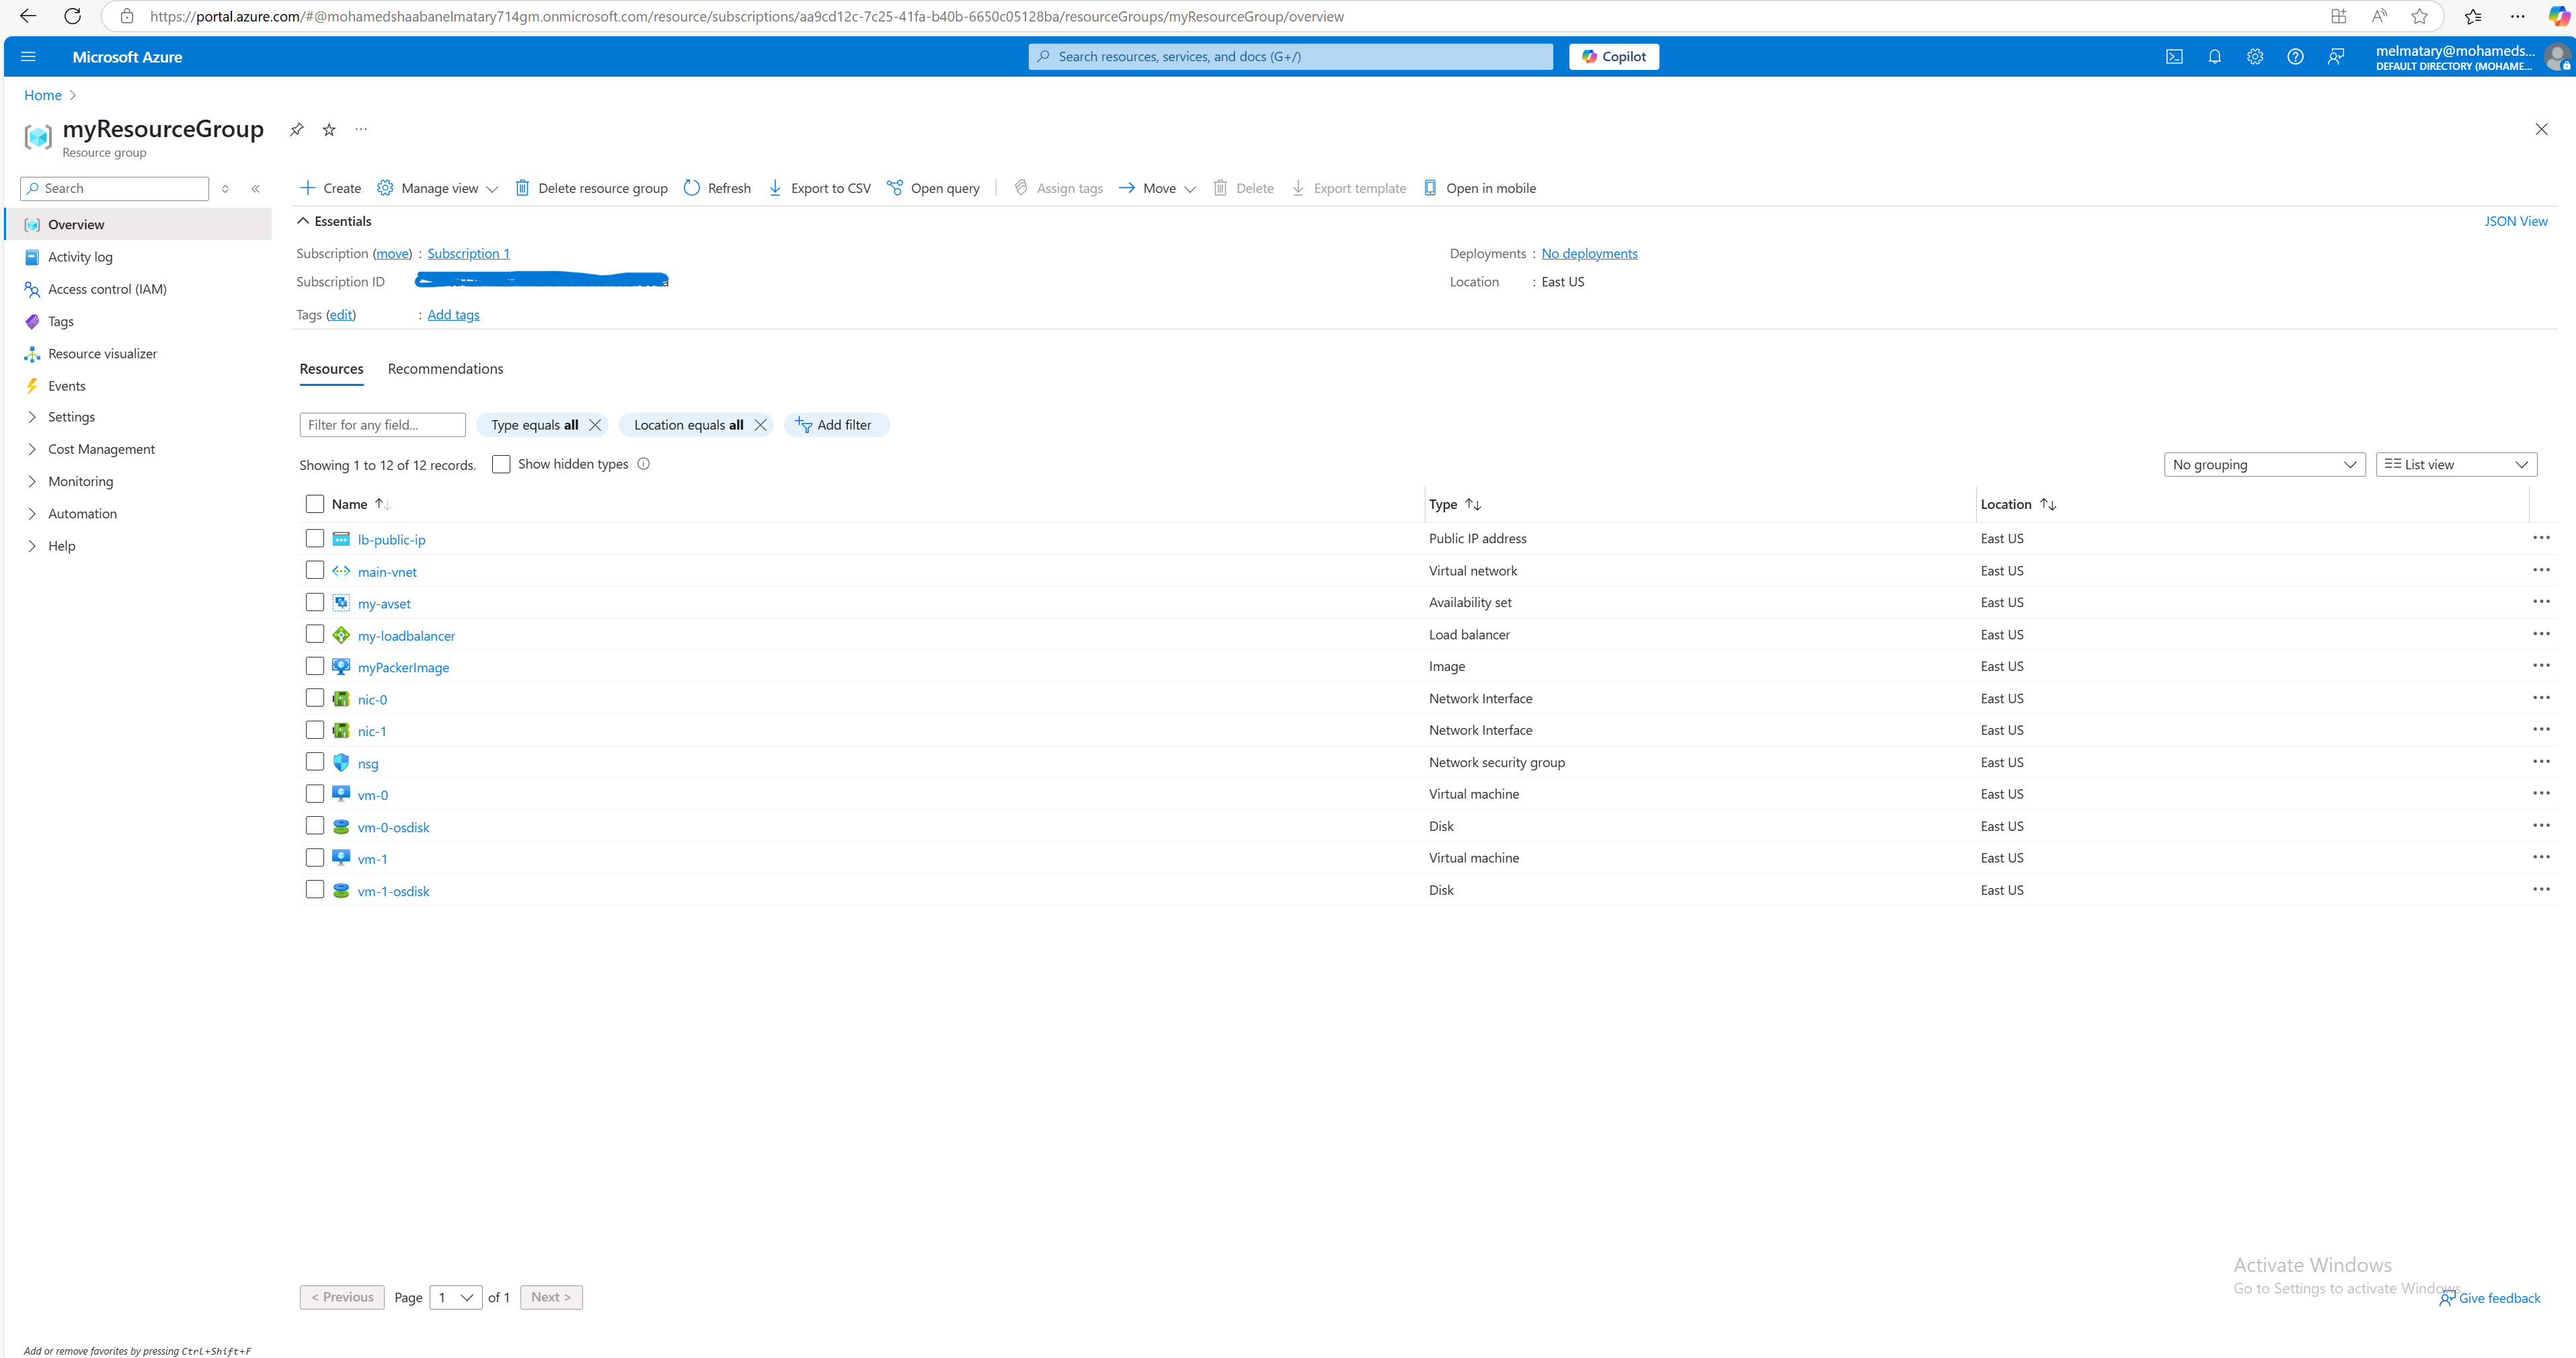 https://portal.azure.com/#@mohamedshaabanelmatary714gm.onmicrosoft.com/resource/subscriptions/aa9cd12c-7c25-41fa-b40b-6650c05128ba/resourceGroups/myResourceGroup/overview
Microsoft Azure
Search resources, services, and docs (G+/)
Copilot
melmatary@mohameds...
DEFAULT DIRECTORY (MOHAME...
Home
myResourceGroup
Resource group
Search
Create
Manage view
Delete resource group
Refresh
Export to CSV
Open query
Assign tags
Move
Delete
Export template
Open in mobile
Overview
Activity log
Access control (IAM)
Tags
Resource visualizer
Events
Settings
Cost Management
Monitoring
Automation
Help
Essentials
JSON View
Subscription (move) : Subscription 1
Deployments : No deployments
Subscription ID
Location : East US
Tags (edit) : Add tags
Resources Recommendations
Filter for any field...
Type equals all
Location equals all
Add filter
Showing 1 to 12 of 12 records.
Show hidden types
No grouping
List view
Name Type Location
lb-public-ip Public IP address East US
main-vnet Virtual network East US
my-avset Availability set East US
my-loadbalancer Load balancer East US
myPackerImage Image East US
nic-0 Network Interface East US
nic-1 Network Interface East US
nsg Network security group East US
vm-0 Virtual machine East US
vm-0-osdisk Disk East US
vm-1 Virtual machine East US
vm-1-osdisk Disk East US
Activate Windows
Go to Settings to activate Windows.
< Previous Page 1 of 1 Next >
Give feedback
Add or remove favorites by pressing Ctrl+Shift+F